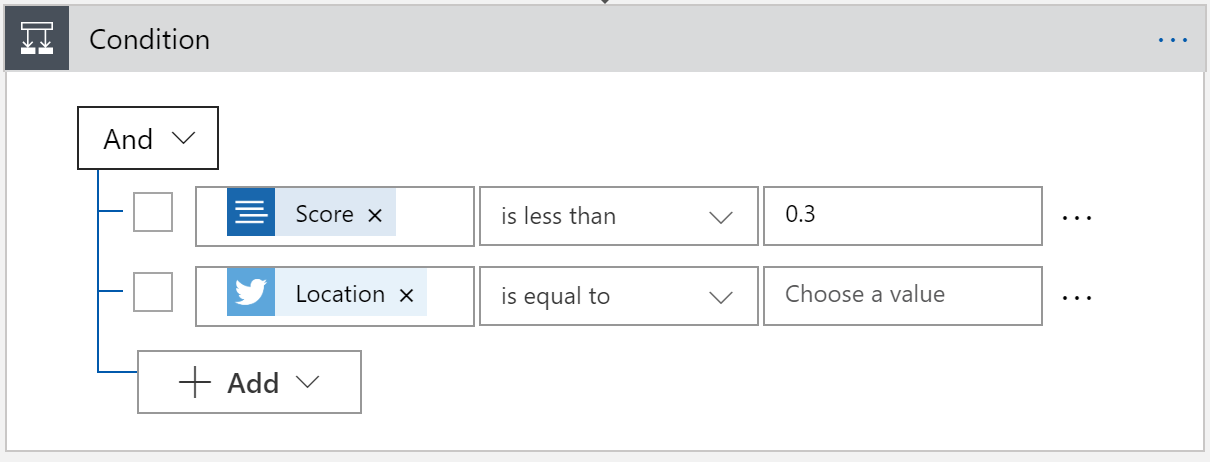 Condition
And
Score × is less than 0.3
Location × is equal to Choose a value
+ Add